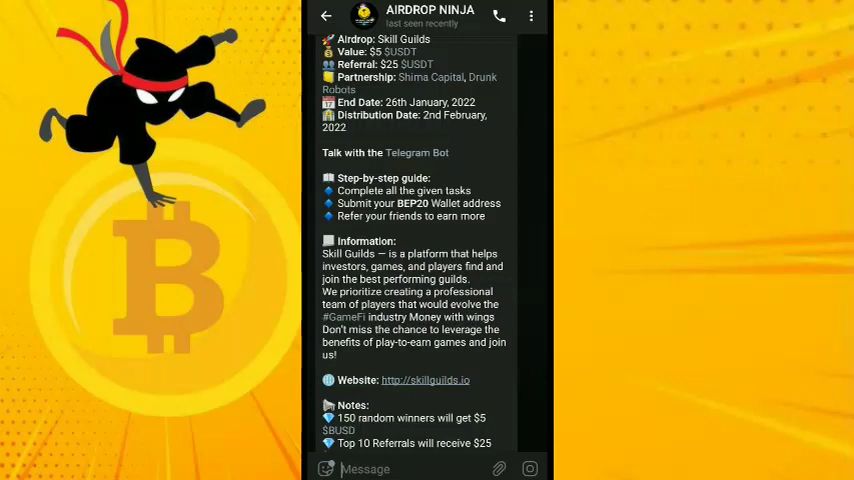 AIRDROP NINJA
last seen recently
Airdrop: Skill Guilds
Value: $5 $USDT
Referral: $25 $USDT
Partnership: Shima Capital, Drunk
Robots
End Date: 26th January, 2022
Distribution Date: 2nd February,
2022
Talk with the Telegram Bot
Step-by-step guide:
Complete all the given tasks
Submit your BEP20 Wallet address
Refer your friends to earn more
Information:
Skill Guilds — is a platform that helps
investors, games, and players find and
join the best performing guilds.
We prioritize creating a professional
team of players that would evolve the
#GameFi industry Money with wings
Don't miss the chance to leverage the
benefits of play-to-earn games and join
us!
Website: http://skillguilds.io
Notes:
150 random winners will get $5
$BUSD
Top 10 Referrals will receive $25
Message